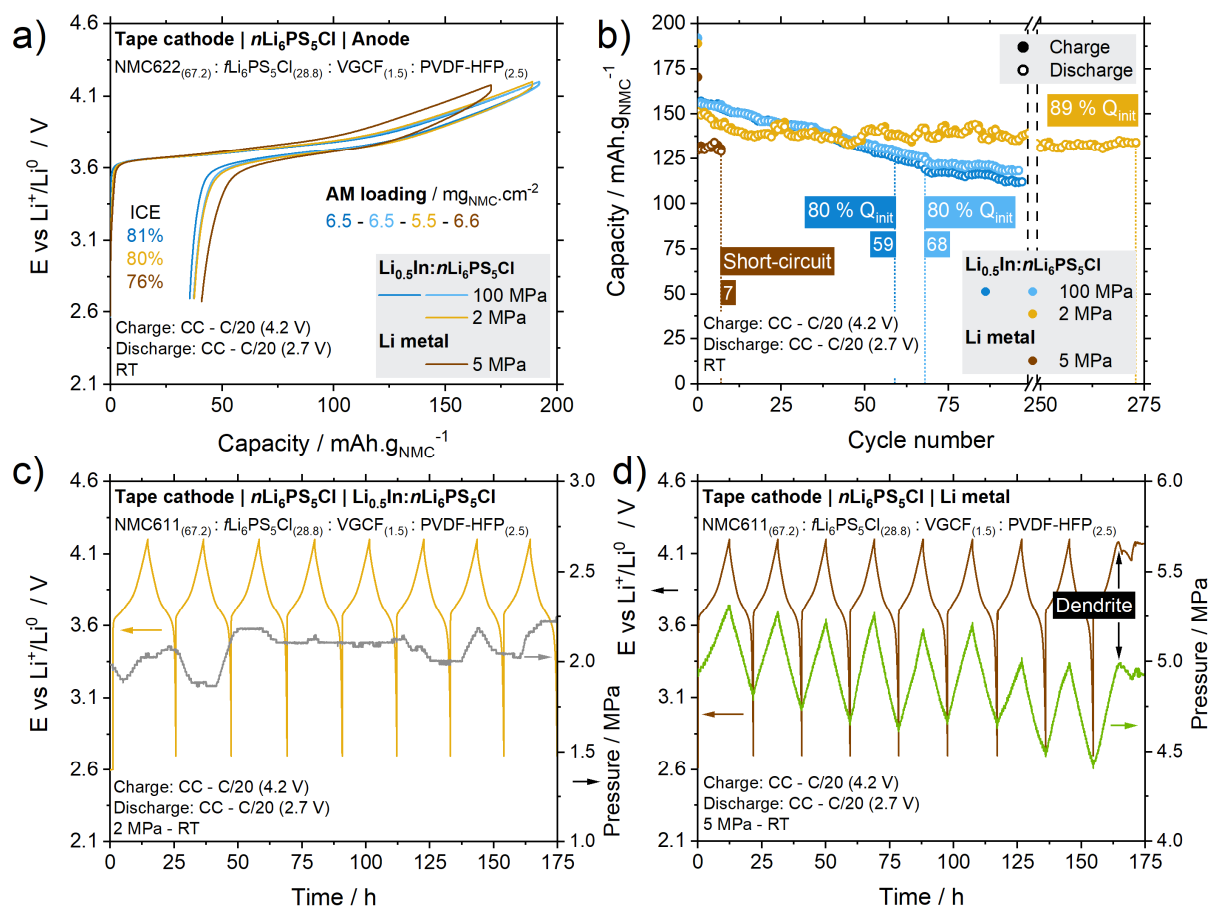 a)
Tape cathode | nLi6PS5Cl | Anode
NMC622(67.2) : fLi6PS5Cl(28.8) : VGCF(1.5) : PVDF-HFP(2.5)
4.6
4.1
3.6
3.1
2.6
2.1
E vs Li+/Li0 / V
ICE
81%
80%
76%
AM loading / mgNMC.cm-2
6.5 - 6.5 - 5.5 - 6.6
Li0.5In:nLi6PS5Cl
100 MPa
2 MPa
Li metal
5 MPa
Charge: CC - C/20 (4.2 V)
Discharge: CC - C/20 (2.7 V)
RT
0 50 100 150 200
Capacity / mAh.gNMC-1
b)
200
175
150
125
100
75
50
25
0
Capacity / mAh.gNMC-1
Charge
Discharge
89 % Qinit
80 % Qinit
59
80 % Qinit
68
Short-circuit
7
Li0.5In:nLi6PS5Cl
100 MPa
2 MPa
Li metal
5 MPa
Charge: CC - C/20 (4.2 V)
Discharge: CC - C/20 (2.7 V)
RT
0 25 50 75 250 275
Cycle number
c)
Tape cathode | nLi6PS5Cl | Li0.5In:nLi6PS5Cl
NMC611(67.2) : fLi6PS5Cl(28.8) : VGCF(1.5) : PVDF-HFP(2.5)
4.6
4.1
3.6
3.1
2.6
2.1
E vs Li+/Li0 / V
3.0
2.5
2.0
1.5
1.0
Pressure / MPa
Charge: CC - C/20 (4.2 V)
Discharge: CC - C/20 (2.7 V)
2 MPa - RT
0 25 50 75 100 125 150 175
Time / h
d)
Tape cathode | nLi6PS5Cl | Li metal
NMC611(67.2) : fLi6PS5Cl(28.8) : VGCF(1.5) : PVDF-HFP(2.5)
4.6
4.1
3.6
3.1
2.6
2.1
E vs Li+/Li0 / V
6.0
5.6
5.0
4.5
4.0
Pressure / MPa
Dendrite
Charge: CC - C/20 (4.2 V)
Discharge: CC - C/20 (2.7 V)
5 MPa - RT
0 25 50 75 100 125 150 175
Time / h